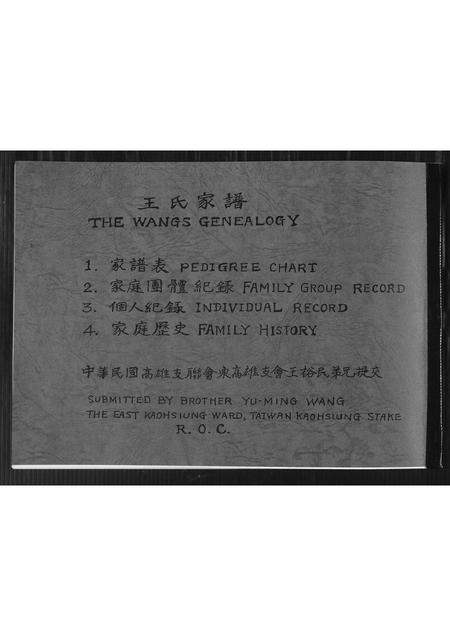 王氏家譜
THE WANGS GENEALOGY
1. 家譜表 PEDIGREE CHART
2. 家庭團體紀錄 FAMILY GROUP RECORD
3. 個人紀錄 INDIVIDUAL RECORD
4. 家庭歷史 FAMILY HISTORY
中華民國高雄支聯會東高雄支會王裕民弟兄提交
SUBMITTED BY BROTHER YU-MING WANG
THE EAST KAOHSIUNG WARD, TAIWAN KAOHSIUNG STAKE
R. O. C.